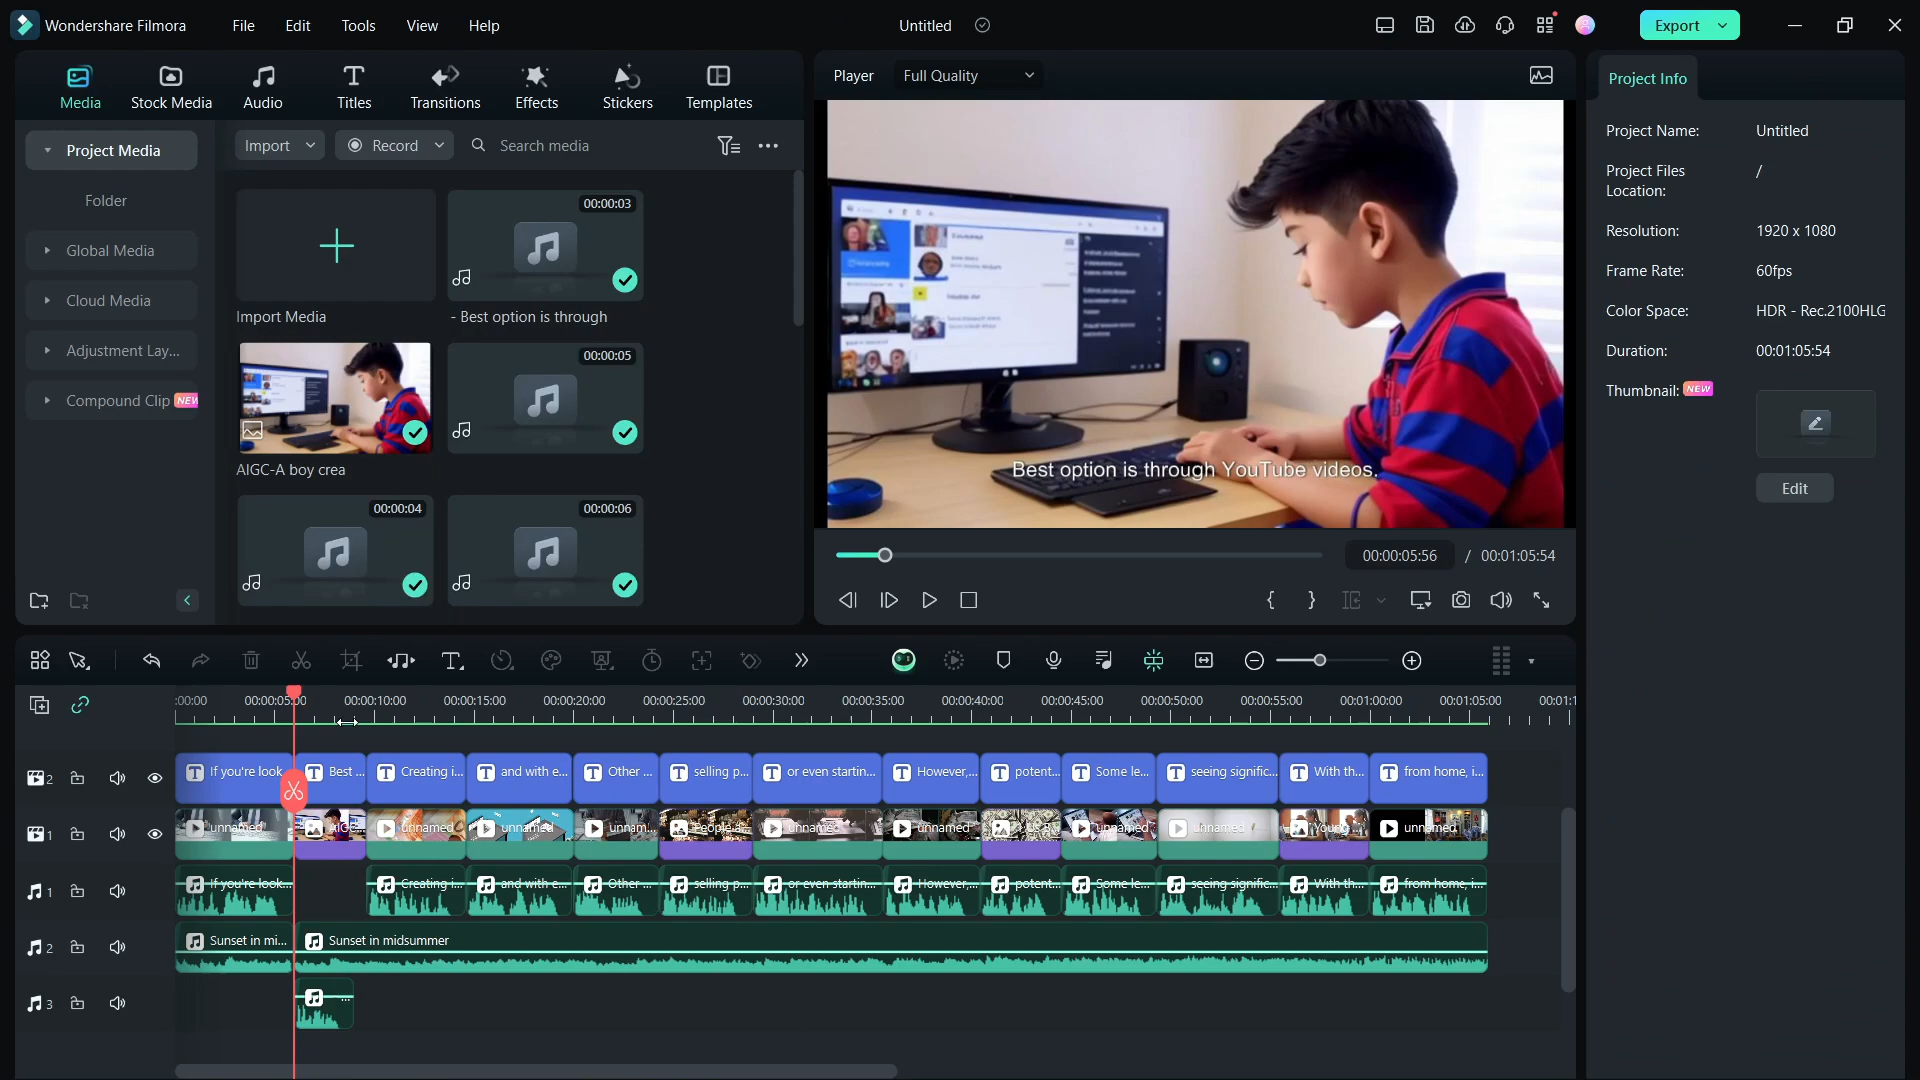 Wondershare Filmora
File
Edit
Tools
View
Help
Untitled
Export
Media
Stock Media
Audio
Titles
Transitions
Effects
Stickers
Templates
Project Media
Folder
Global Media
Cloud Media
Adjustment Lay...
Compound Clip NEW
Import
Record
Search media
Import Media
00:00:03
- Best option is through
AIGC-A boy crea
00:00:05
00:00:04
00:00:06
Player
Full Quality
Best option is through YouTube videos.
00:00:05:56 / 00:01:05:54
Project Info
Project Name: Untitled
Project Files Location: /
Resolution: 1920 x 1080
Frame Rate: 60fps
Color Space: HDR - Rec.2100HLG
Duration: 00:01:05:54
Thumbnail: NEW
Edit
:00:00 00:00:05:00 00:00:10:00 00:00:15:00 00:00:20:00 00:00:25:00 00:00:30:00 00:00:35:00 00:00:40:00 00:00:45:00 00:00:50:00 00:00:55:00 00:01:00:00 00:01:05:00 00:01:1
2 If you're look Best ... Creating i... and with e... Other ... selling p... or even startin... However,... potent... Some le... seeing signific... With th... from home, i...
1 unnamed AIGC... unnamed unnamed unnam... People a... unnamed unnamed US B... unnamed unnamed Young ... unnamed
1 If you're look... Creating i... and with e... Other ... selling p... or even startin... However,... potent... Some le... seeing signific... With th... from home, i...
2 Sunset in mi... Sunset in midsummer
3 ...